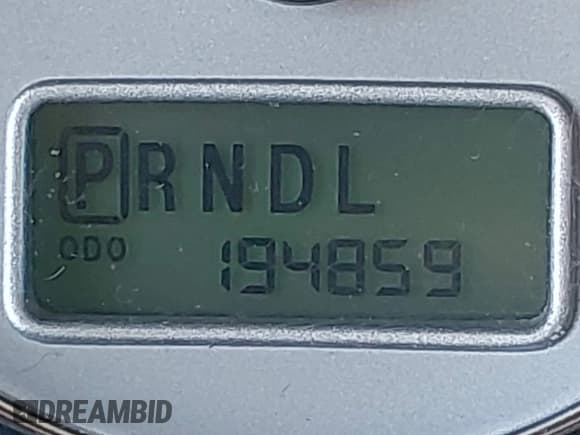 PRNDL
ODO 194859
DREAMBID